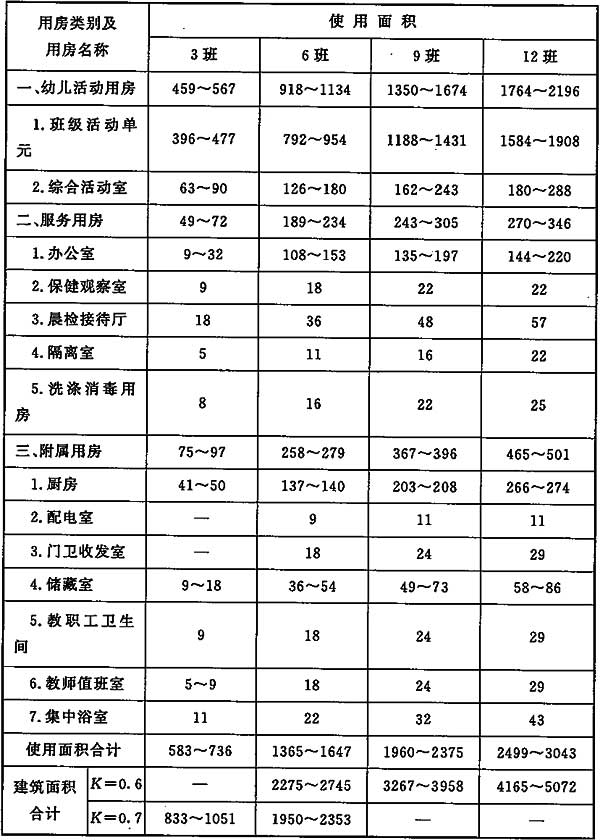 用房类别及 使用面积
用房名称 3班 6班 9班 12班
一、幼儿活动用房 459~567 918~1134 1350~1674 1764~2196
1.班级活动单
元 396~477 792~954 1188~1431 1584~1908
2.综合活动室 63~90 126~180 162~243 180~288
二、服务用房 49~72 189~234 243~305 270~346
1.办公室 9~32 108~153 135~197 144~220
2.保健观察室 9 18 22 22
3.晨检接待厅 18 36 48 57
4.隔离室 5 11 16 22
5.洗涤消毒用
房 8 16 22 25
三、附属用房 75~97 258~279 367~396 465~501
1.厨房 41~50 137~140 203~208 266~274
2.配电室 — 9 11 11
3.门卫收发室 — 18 24 29
4.储藏室 9~18 36~54 49~73 58~86
5.教职工卫生
间 9 18 24 29
6.教师值班室 5~9 18 24 29
7.集中浴室 11 22 32 43
使用面积合计 583~736 1365~1647 1960~2375 2499~3043
建筑面积 K=0.6 — 2275~2745 3267~3958 4165~5072
合计 K=0.7 833~1051 1950~2353 — —